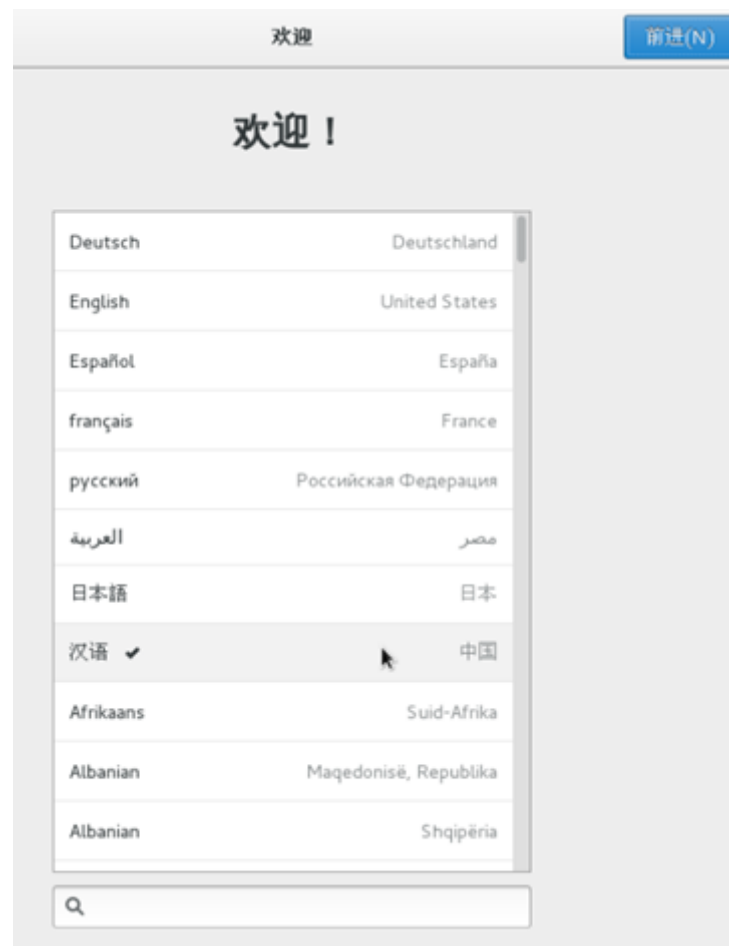 欢迎
前进(N)
欢迎！
Deutsch Deutschland
English United States
Español España
français France
русский Российская Федерация
العربية مصر
日本語 日本
汉语 ✔ 中国
Afrikaans Suid-Afrika
Albanian Maqedonisë, Republika
Albanian Shqipëria